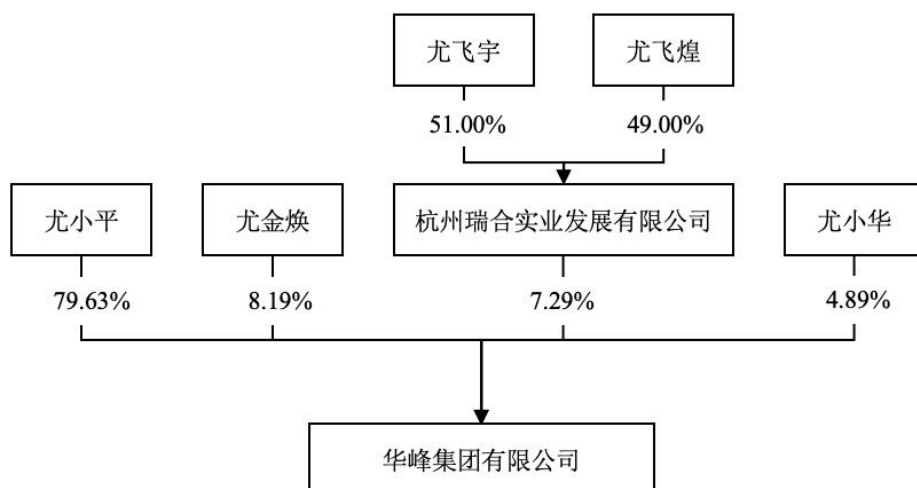 尤飞宇
尤飞煌
51.00%
49.00%
尤小平
尤金焕
杭州瑞合实业发展有限公司
尤小华
79.63%
8.19%
7.29%
4.89%
华峰集团有限公司